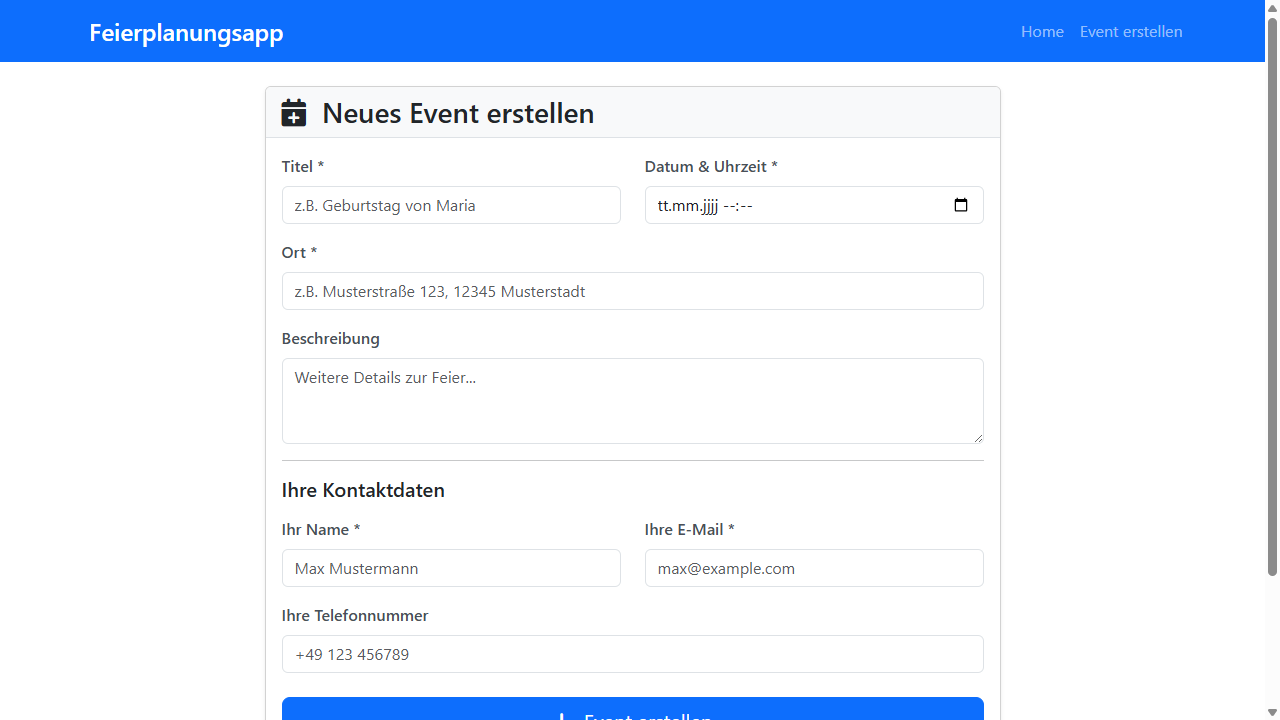 Feierplanungsapp
Home Event erstellen
Neues Event erstellen
Titel * Datum & Uhrzeit *
z.B. Geburtstag von Maria tt.mm.jjjj --:--
Ort *
z.B. Musterstraße 123, 12345 Musterstadt
Beschreibung
Weitere Details zur Feier...
Ihre Kontaktdaten
Ihr Name * Ihre E-Mail *
Max Mustermann max@example.com
Ihre Telefonnummer
+49 123 456789
Event erstellen